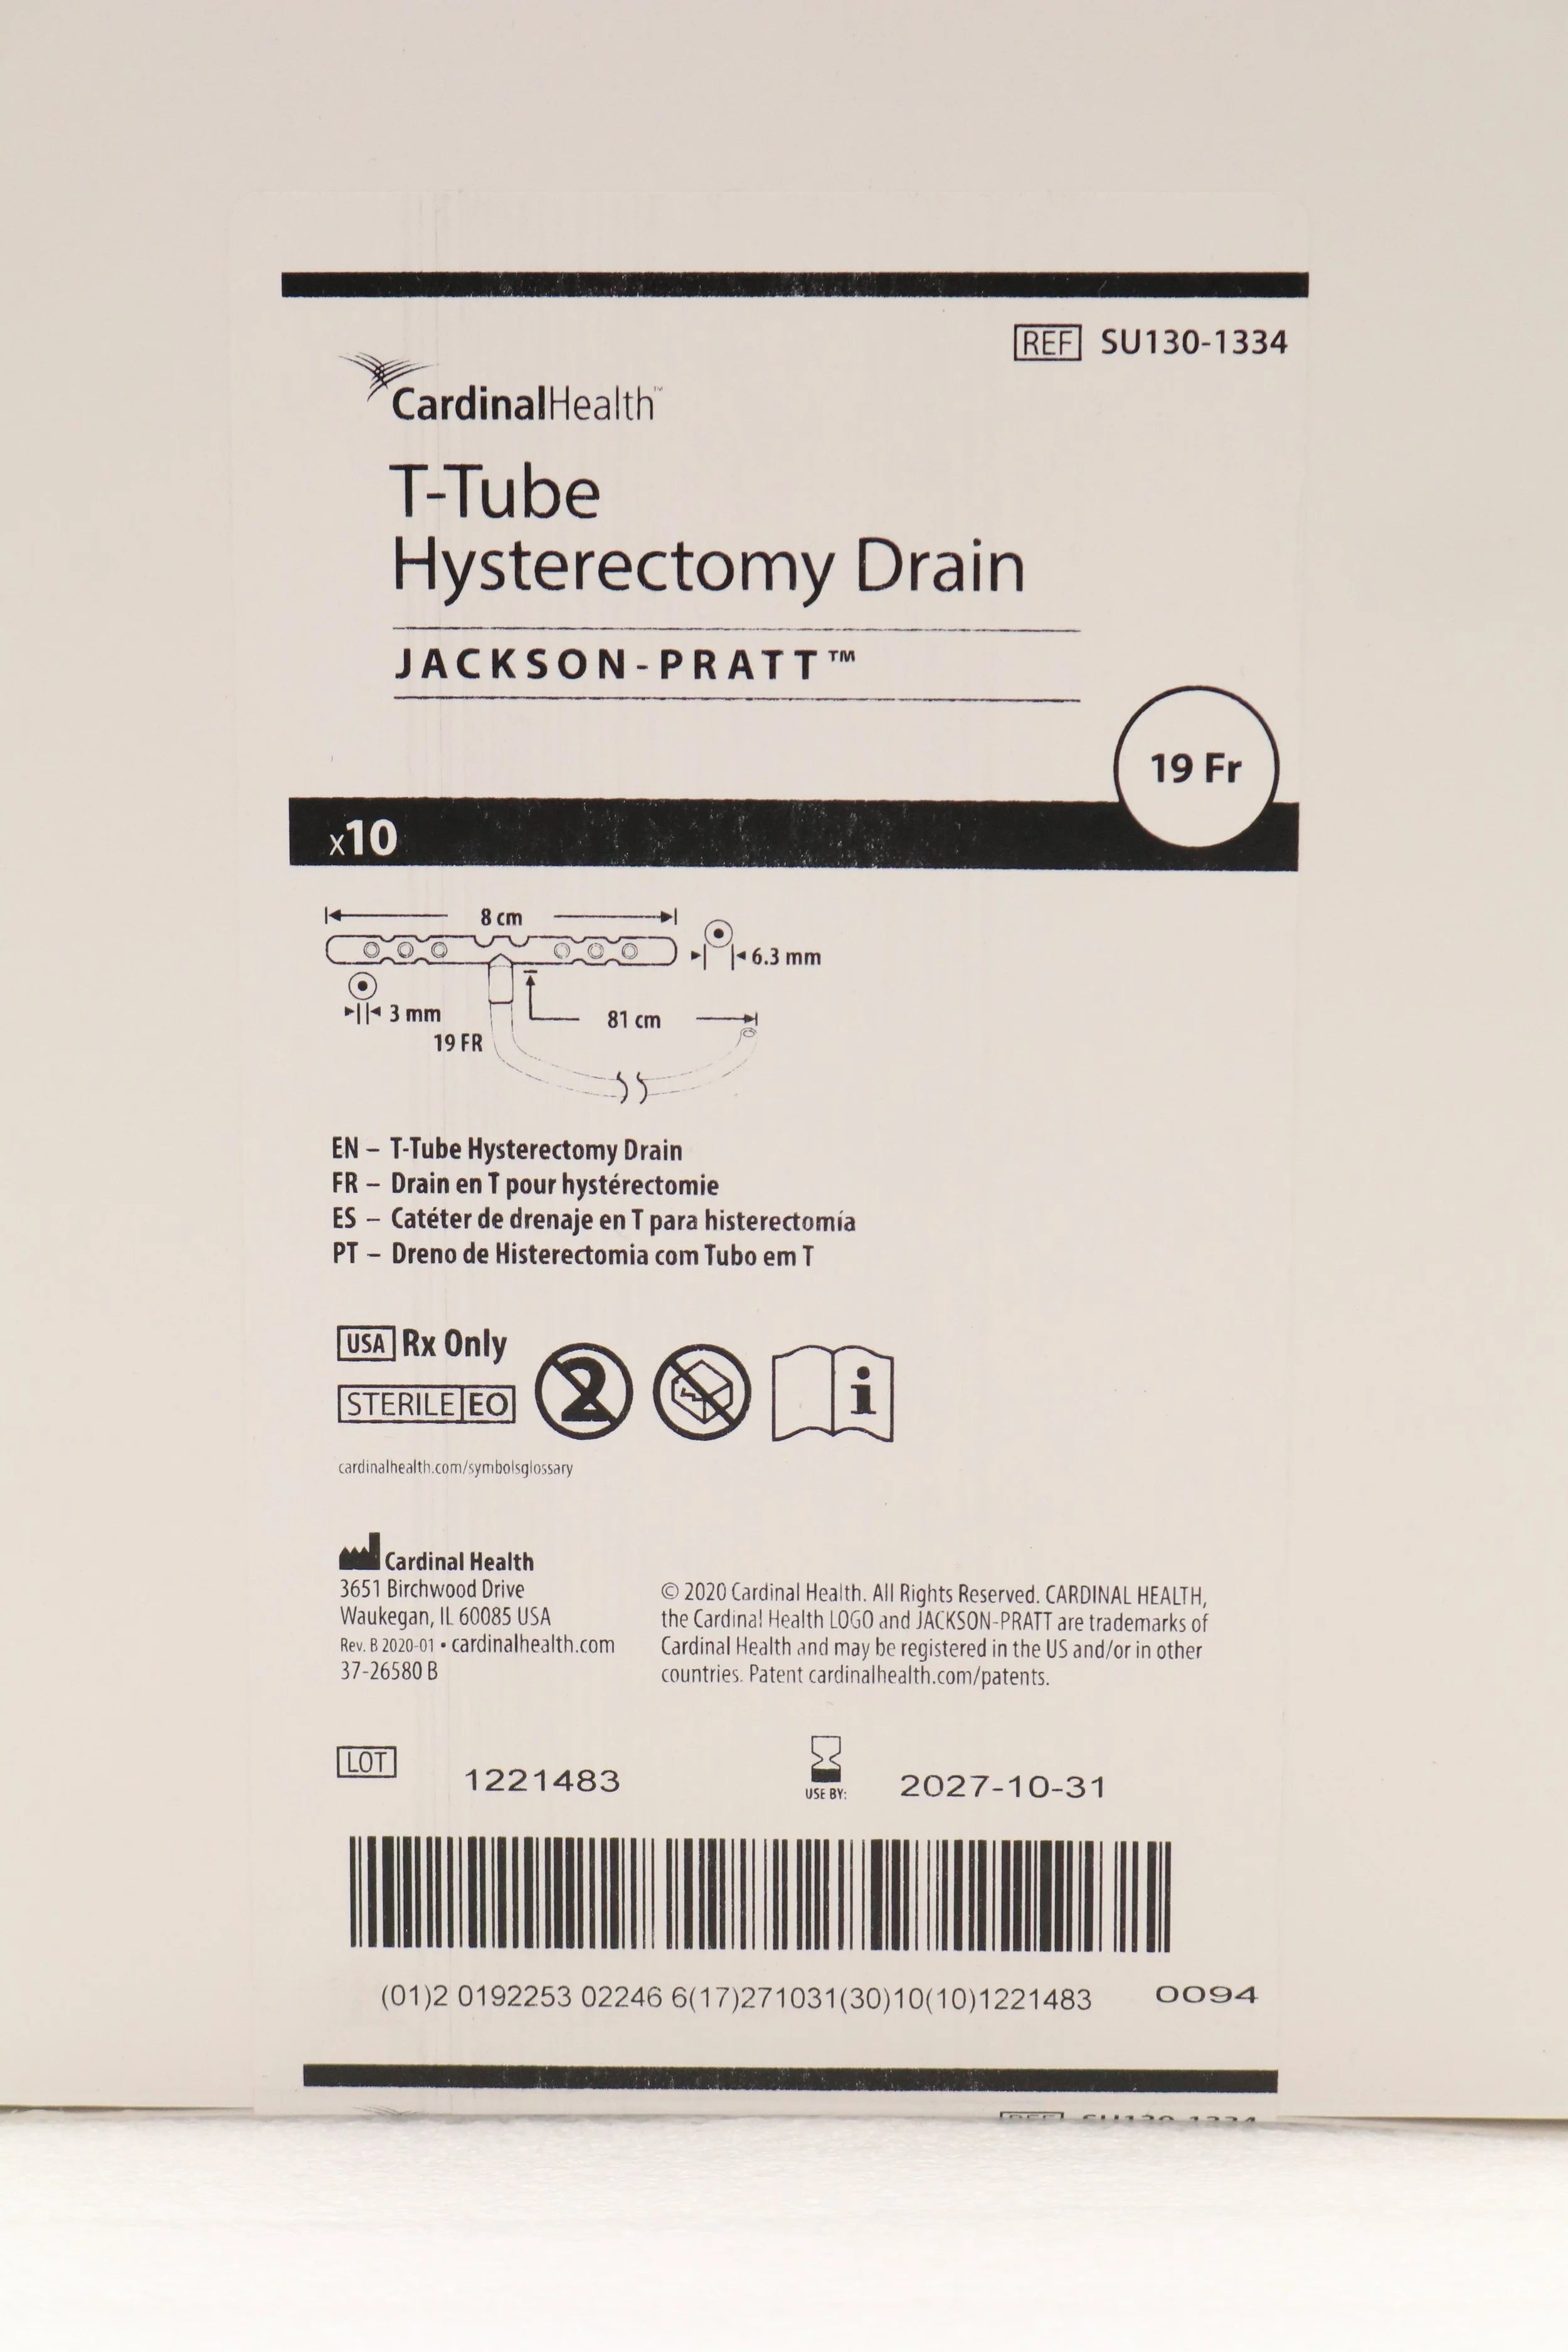 REF SU130-1334
CardinalHealth™
T-Tube
Hysterectomy Drain
JACKSON-PRATT™
19 Fr
x10
8 cm
6.3 mm
3 mm
81 cm
19 FR
EN – T-Tube Hysterectomy Drain
FR – Drain en T pour hystérectomie
ES – Catéter de drenaje en T para histerectomía
PT – Dreno de Histerectomia com Tubo em T
USA Rx Only
2
STERILE EO
i
cardinalhealth.com/symbolsglossary
Cardinal Health
3651 Birchwood Drive
Waukegan, IL 60085 USA
Rev. B 2020-01 • cardinalhealth.com
37-26580 B
© 2020 Cardinal Health. All Rights Reserved. CARDINAL HEALTH,
the Cardinal Health LOGO and JACKSON-PRATT are trademarks of
Cardinal Health and may be registered in the US and/or in other
countries. Patent cardinalhealth.com/patents.
LOT 1221483
USE BY: 2027-10-31
(01)2 0192253 02246 6(17)271031(30)10(10)1221483 0094
REF SU130-1334